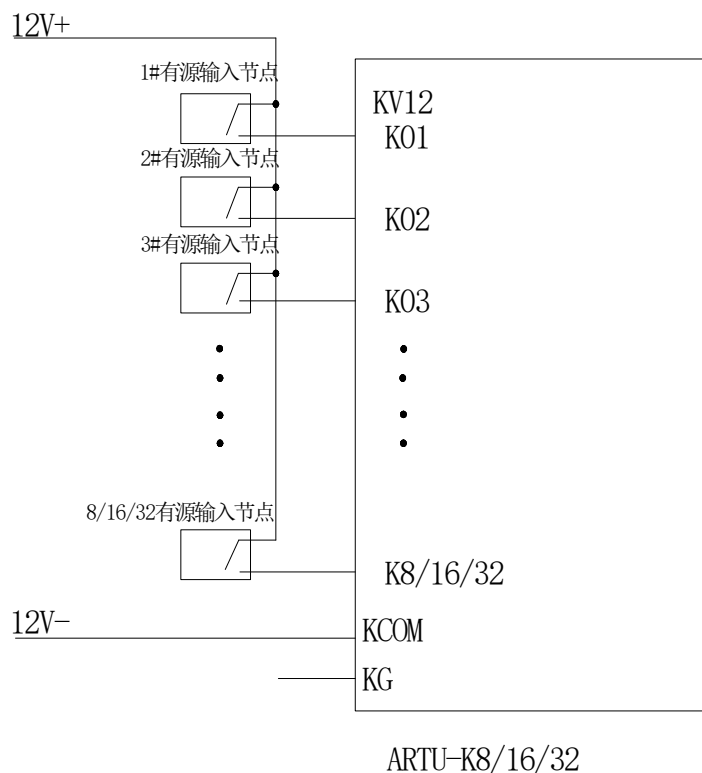 12V+
1#有源输入节点
KV12
K01
2#有源输入节点
K02
3#有源输入节点
K03
8/16/32有源输入节点
K8/16/32
12V-
KCOM
KG
ARTU-K8/16/32